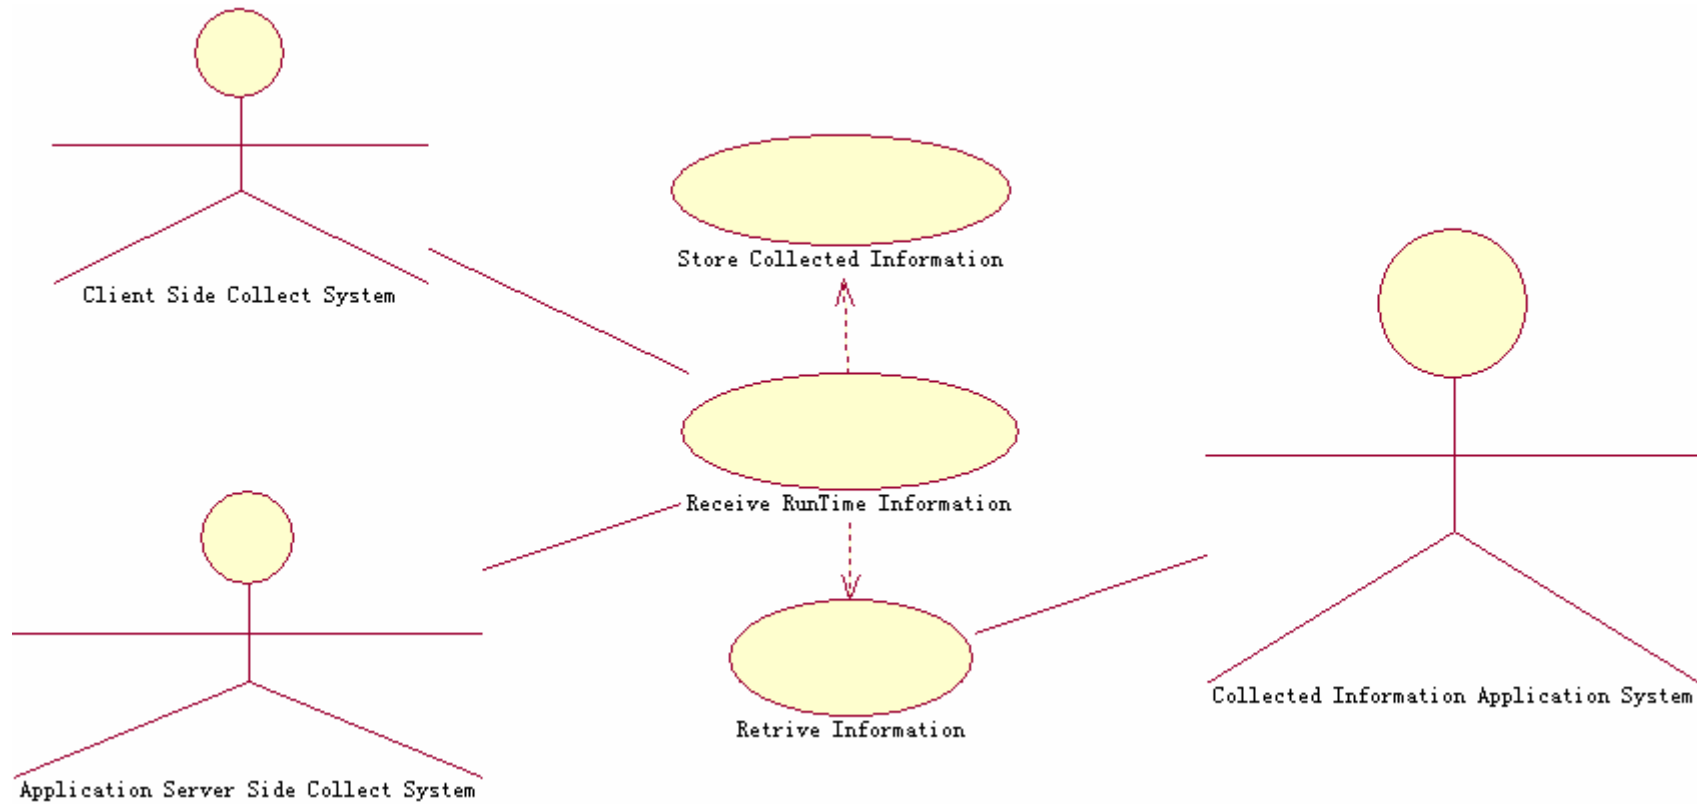 Store Collected Information
Client Side Collect System
Receive RunTime Information
Collected Information Application System
Retrive Information
Application Server Side Collect System